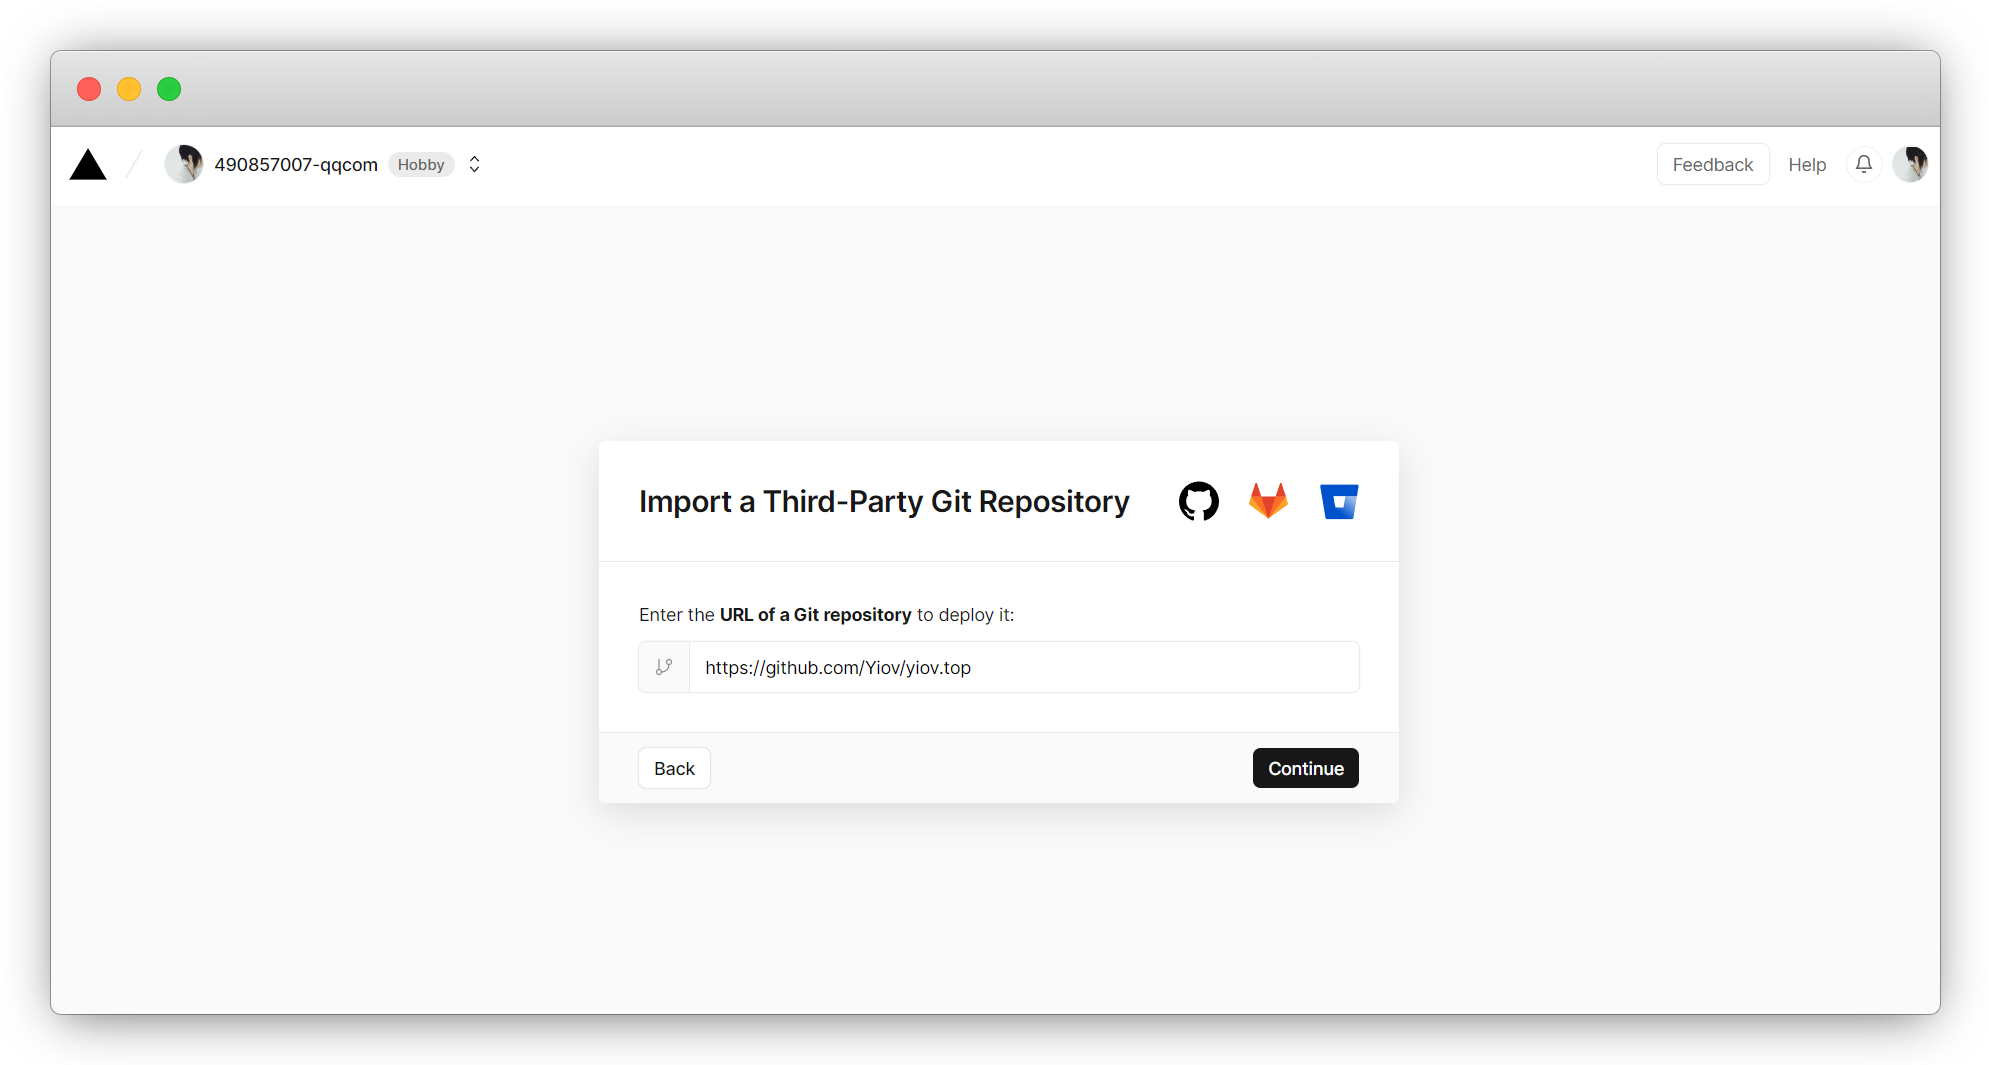 490857007-qqcom Hobby
Feedback Help
Import a Third-Party Git Repository
Enter the URL of a Git repository to deploy it:
https://github.com/Yiov/yiov.top
Back Continue